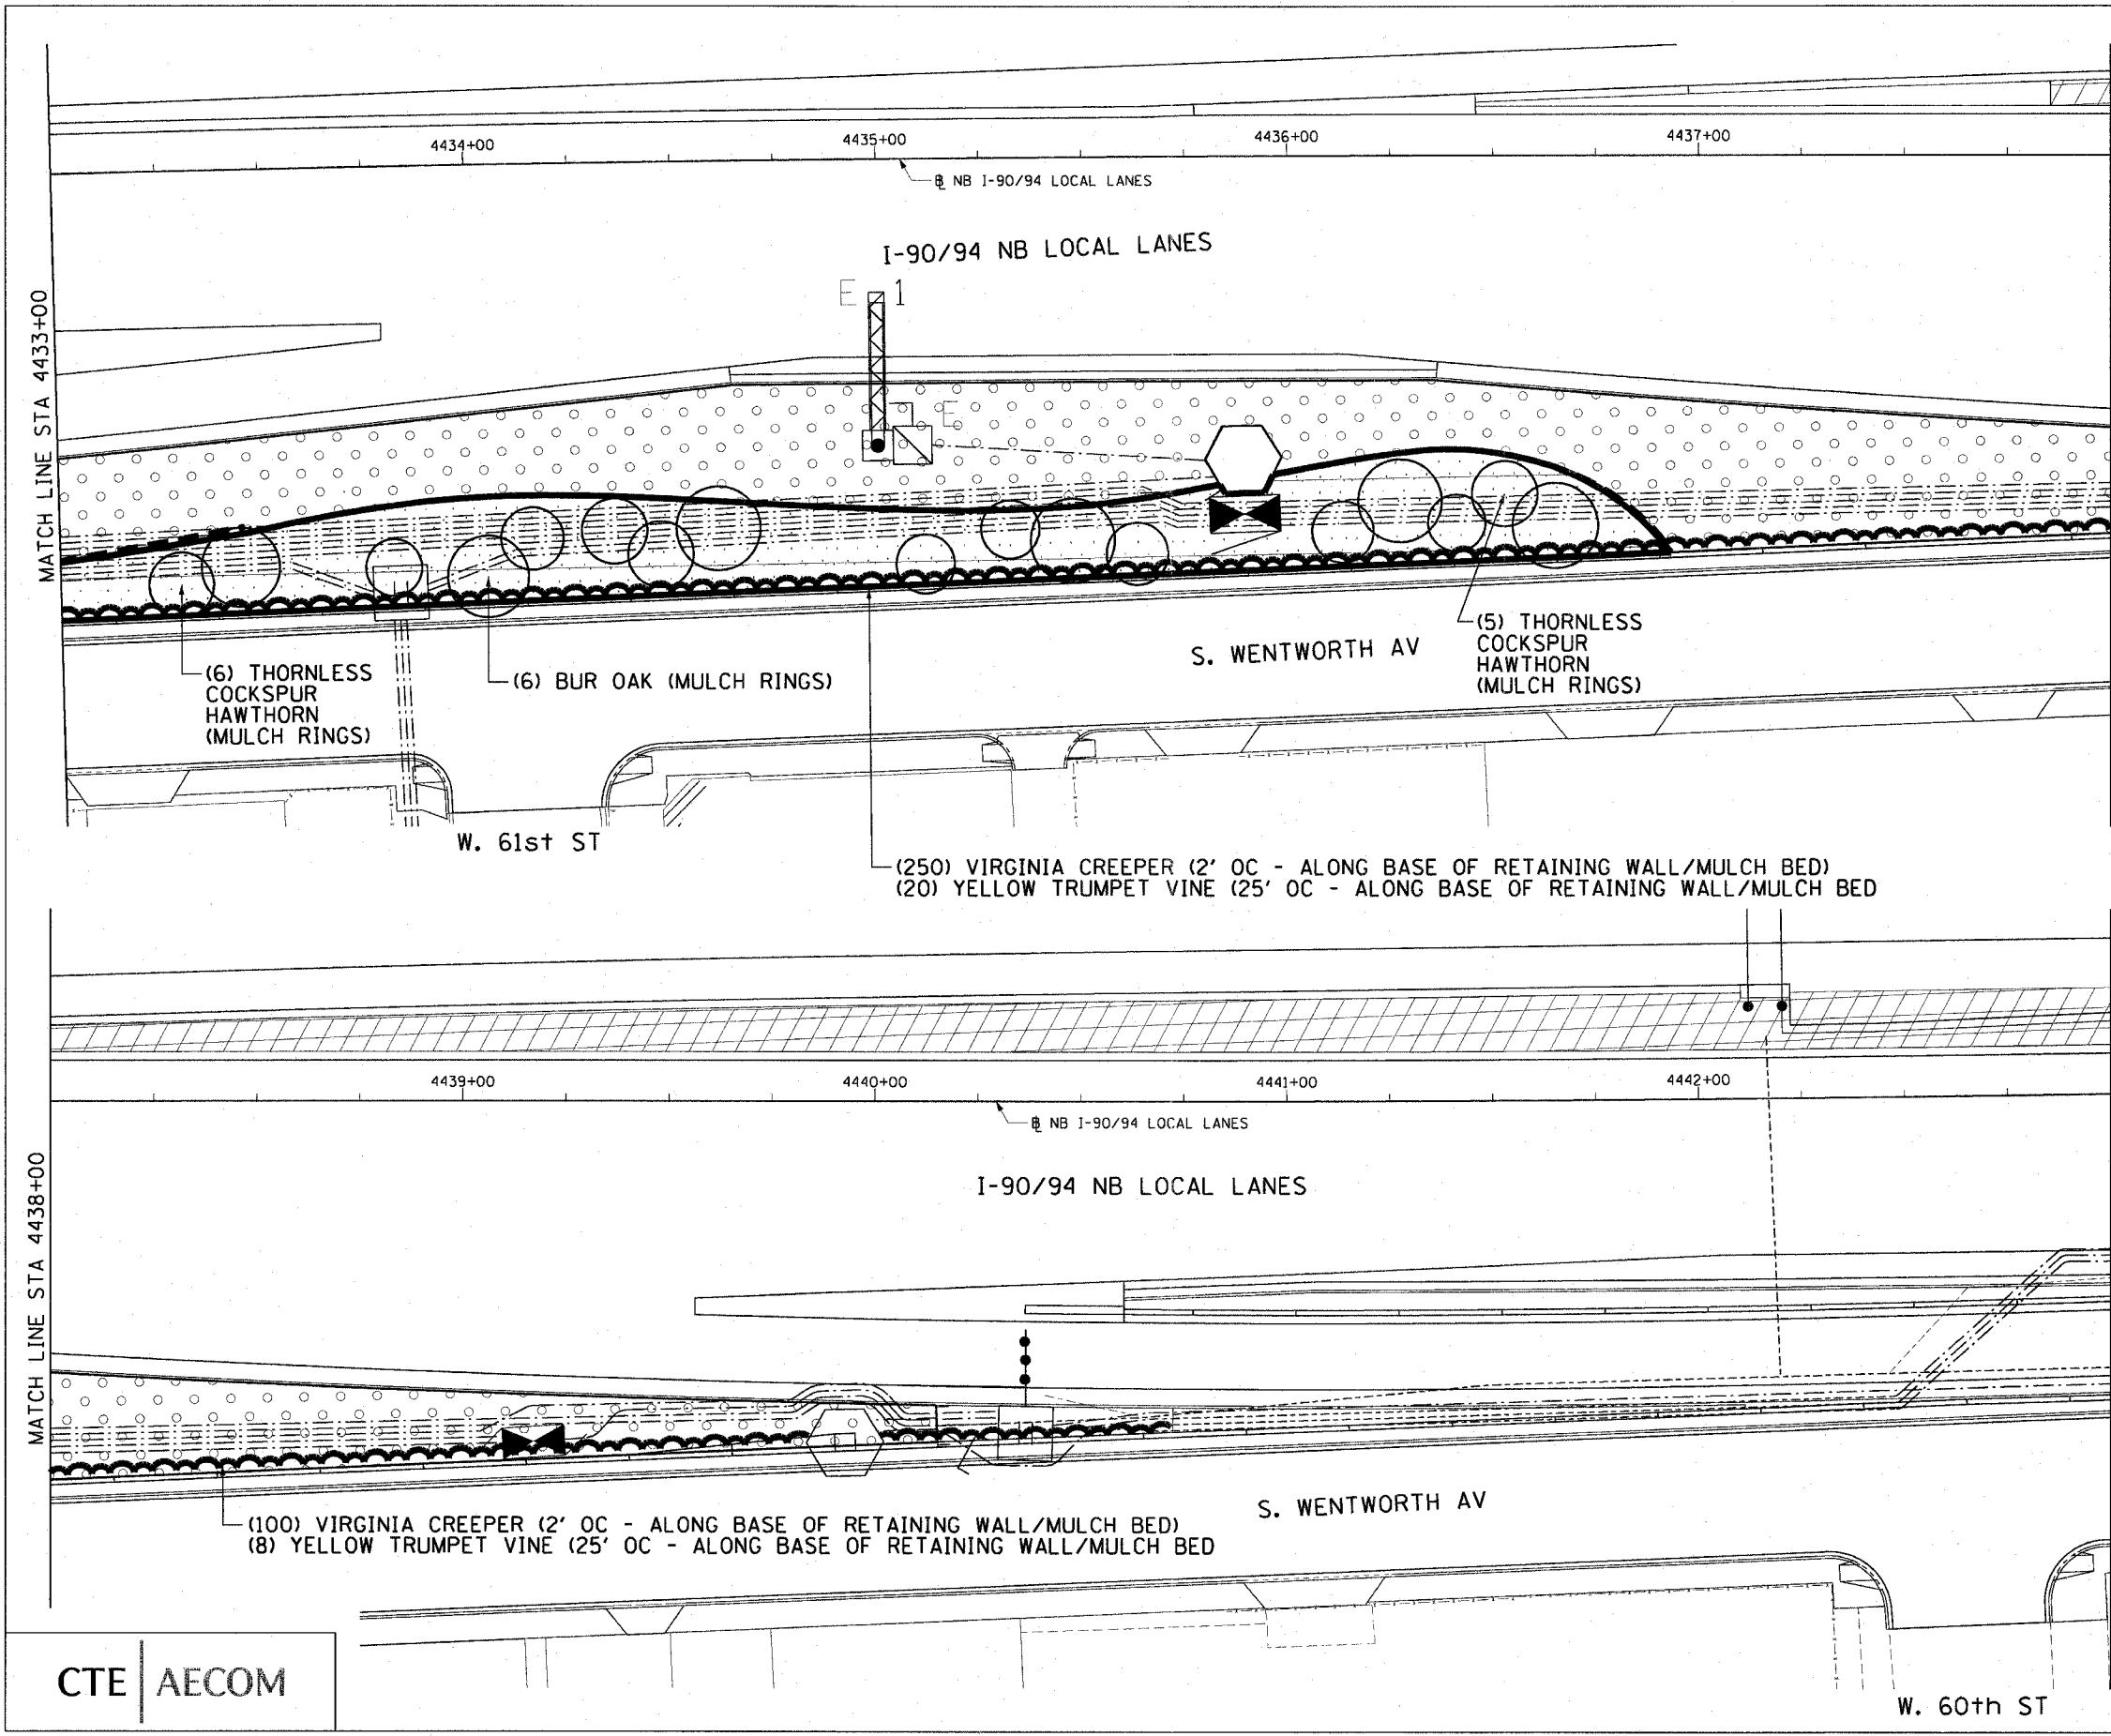 4434+00
4435+00
4436+00
4437+00
NB I-90/94 LOCAL LANES
I-90/94 NB LOCAL LANES
MATCH LINE STA 4433+00
E 1
E
S. WENTWORTH AV
(6) THORNLESS
COCKSPUR
HAWTHORN
(MULCH RINGS)
(6) BUR OAK (MULCH RINGS)
(5) THORNLESS
COCKSPUR
HAWTHORN
(MULCH RINGS)
W. 61st ST
(250) VIRGINIA CREEPER (2' OC - ALONG BASE OF RETAINING WALL/MULCH BED)
(20) YELLOW TRUMPET VINE (25' OC - ALONG BASE OF RETAINING WALL/MULCH BED
4439+00
4440+00
4441+00
4442+00
NB I-90/94 LOCAL LANES
I-90/94 NB LOCAL LANES
MATCH LINE STA 4438+00
S. WENTWORTH AV
(100) VIRGINIA CREEPER (2' OC - ALONG BASE OF RETAINING WALL/MULCH BED)
(8) YELLOW TRUMPET VINE (25' OC - ALONG BASE OF RETAINING WALL/MULCH BED
CTE AECOM
W. 60th ST